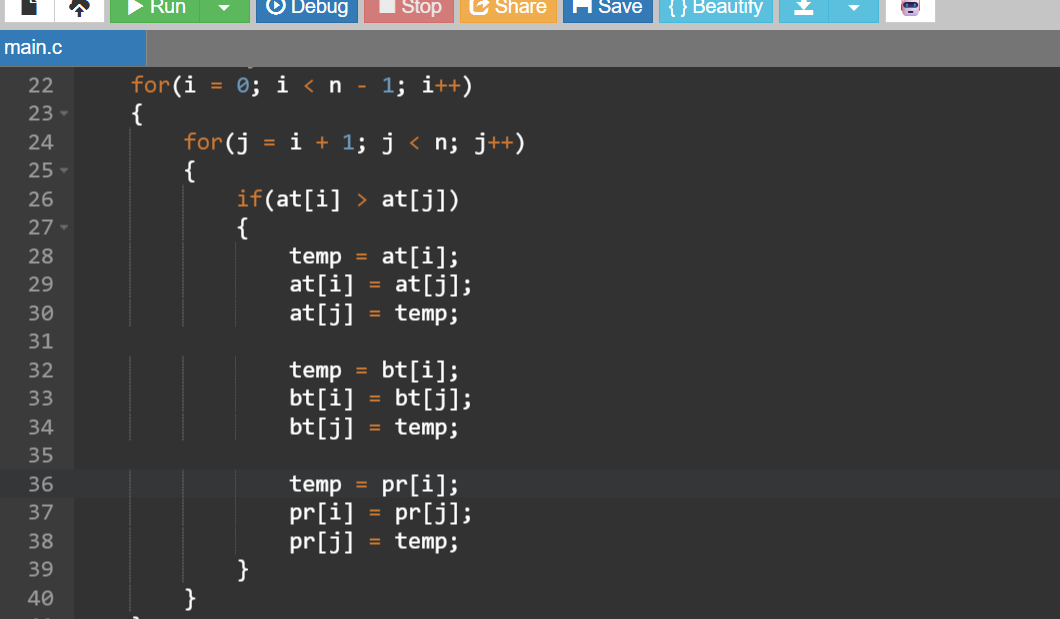 Run Debug Stop Share Save { } Beautify
main.c
22 for(i = 0; i < n - 1; i++)
23 {
24 for(j = i + 1; j < n; j++)
25 {
26 if(at[i] > at[j])
27 {
28 temp = at[i];
29 at[i] = at[j];
30 at[j] = temp;
31
32 temp = bt[i];
33 bt[i] = bt[j];
34 bt[j] = temp;
35
36 temp = pr[i];
37 pr[i] = pr[j];
38 pr[j] = temp;
39 }
40 }